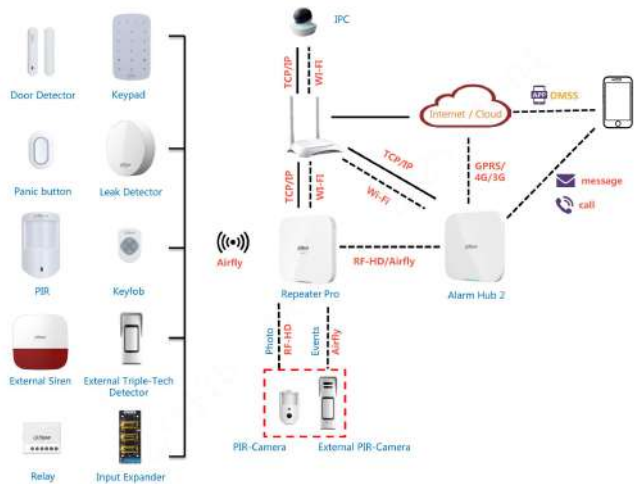 IPC
TCP/IP
Wi-Fi
Door Detector
Keypad
Internet / Cloud
APP
DMSS
TCP/IP
Wi-Fi
GPRS/
4G/3G
message
call
Panic button
Leak Detector
TCP/IP
Wi-Fi
Airfly
RF-HD/Airfly
PIR
Keyfob
Repeater Pro
Alarm Hub 2
Photo
RF-HD
Events
Airfly
External Siren
External Triple-Tech
Detector
PIR-Camera
External PIR-Camera
Relay
Input Expander